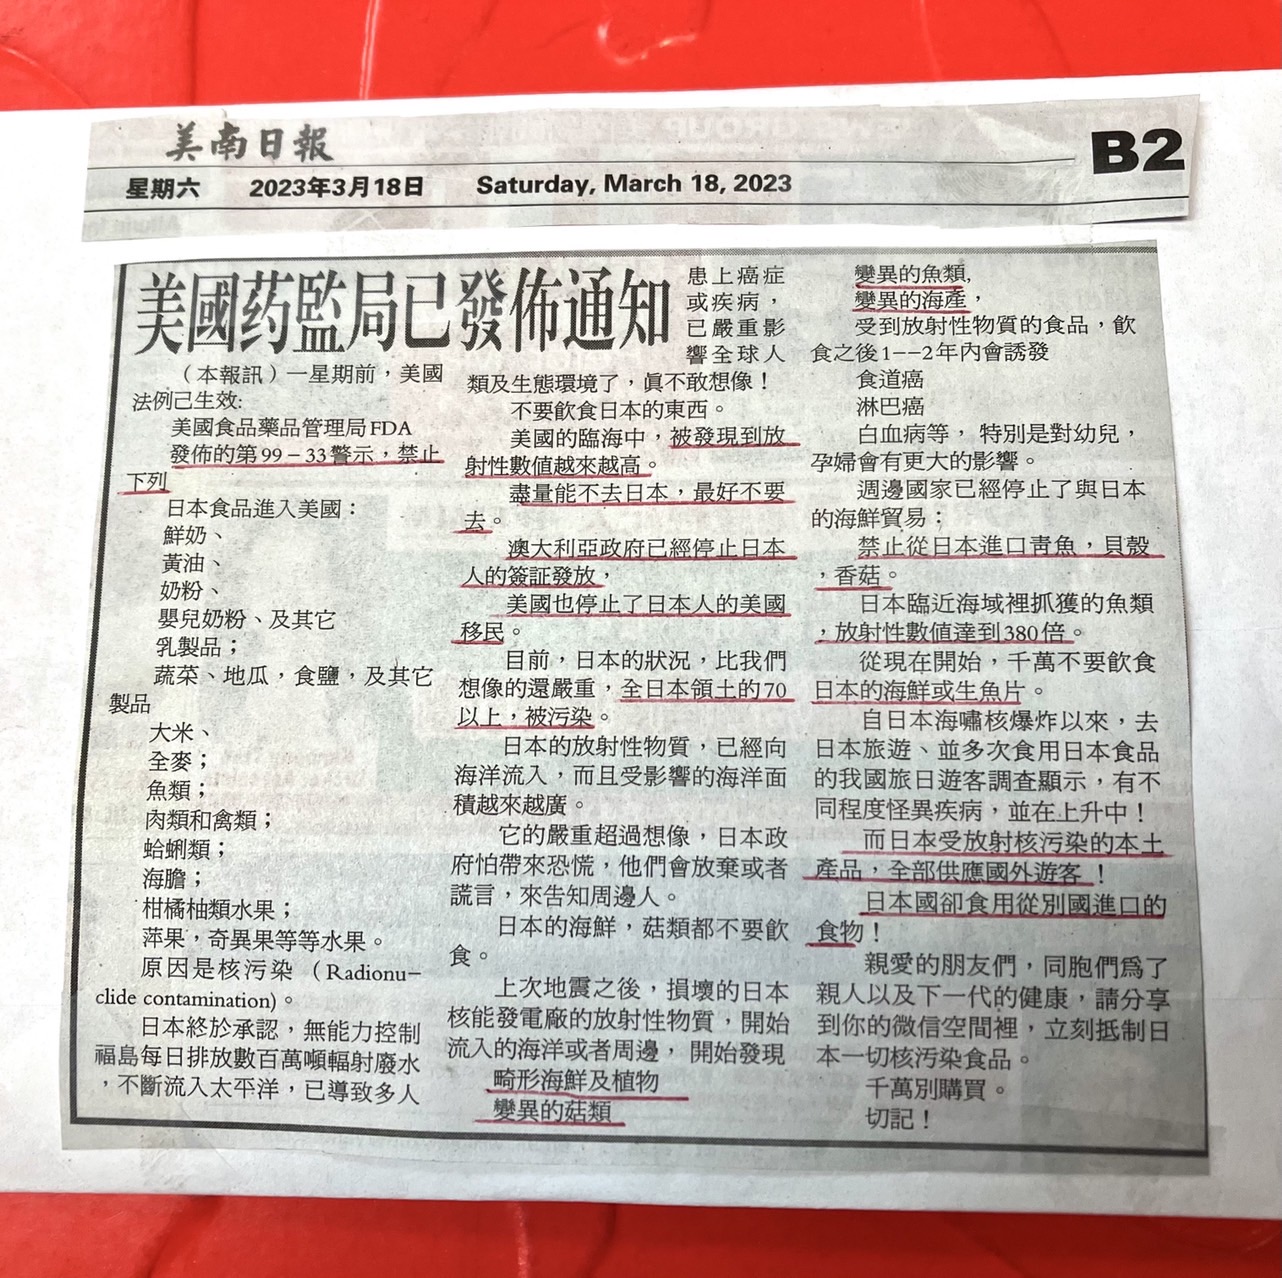 美南日報
B2
星期六 2023年3月18日 Saturday, March 18, 2023
美國药監局已發佈通知
（本報訊）一星期前，美國
法例已生效:
美國食品藥品管理局FDA
發佈的第99－33警示，禁止
下列
日本食品進入美國：
鮮奶、
黃油、
奶粉、
嬰兒奶粉、及其它
乳製品；
蔬菜、地瓜，食鹽，及其它
製品
大米、
全麥；
魚類；
肉類和禽類；
蛤蜊類；
海膽；
柑橘柚類水果；
萍果，奇異果等等水果。
原因是核污染（Radionu–
clide contamination)。
日本終於承認，無能力控制
福島每日排放數百萬噸輻射廢水
，不斷流入太平洋，已導致多人
患上癌症
或疾病，
已嚴重影
響全球人
類及生態環境了，眞不敢想像！
不要飲食日本的東西。
美國的臨海中，被發現到放
射性數值越來越高。
盡量能不去日本，最好不要
去。
澳大利亞政府已經停止日本
人的簽証發放，
美國也停止了日本人的美國
移民。
目前，日本的狀況，比我們
想像的還嚴重，全日本領土的70
以上，被污染。
日本的放射性物質，已經向
海洋流入，而且受影響的海洋面
積越來越廣。
它的嚴重超過想像，日本政
府怕帶來恐慌，他們會放棄或者
謊言，來告知周邊人。
日本的海鮮，菇類都不要飲
食。
上次地震之後，損壞的日本
核能發電廠的放射性物質，開始
流入的海洋或者周邊，開始發現
畸形海鮮及植物
變異的菇類
變異的魚類,
變異的海產，
受到放射性物質的食品，飲
食之後1--2年內會誘發
食道癌
淋巴癌
白血病等，特別是對幼兒，
孕婦會有更大的影響。
週邊國家已經停止了與日本
的海鮮貿易；
禁止從日本進口靑魚，貝殼
，香菇。
日本臨近海域裡抓獲的魚類
，放射性數值達到380倍。
從現在開始，千萬不要飲食
日本的海鮮或生魚片。
自日本海嘯核爆炸以來，去
日本旅遊、並多次食用日本食品
的我國旅日遊客調查顯示，有不
同程度怪異疾病，並在上升中！
而日本受放射核污染的本土
產品，全部供應國外遊客！
日本國卻食用從別國進口的
食物！
親愛的朋友們，同胞們爲了
親人以及下一代的健康，請分享
到你的微信空間裡，立刻抵制日
本一切核污染食品。
千萬別購買。
切記！